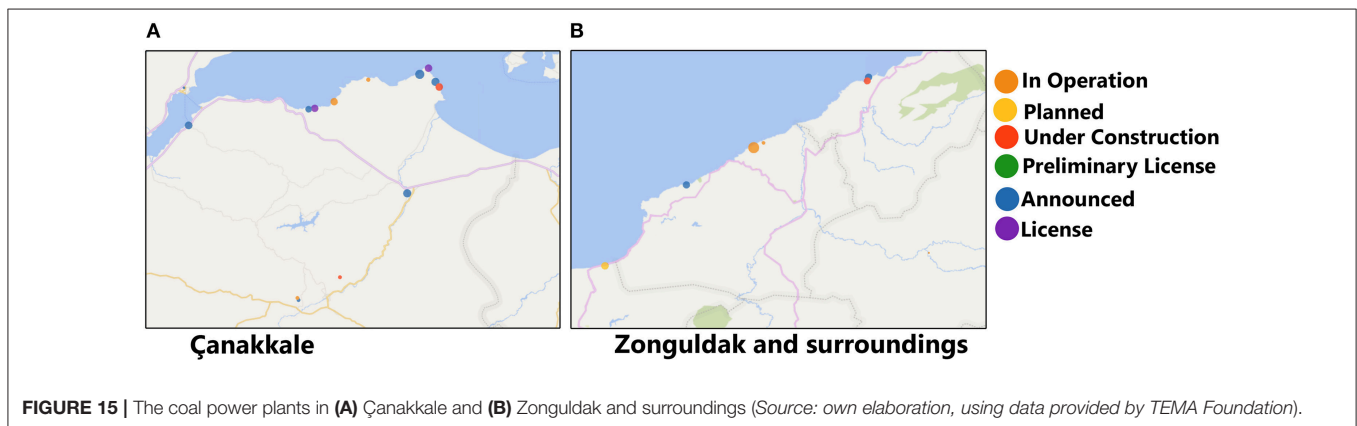 A
B
In Operation
Planned
Under Construction
Preliminary License
Announced
License
Çanakkale
Zonguldak and surroundings
FIGURE 15 | The coal power plants in (A) Çanakkale and (B) Zonguldak and surroundings (Source: own elaboration, using data provided by TEMA Foundation).